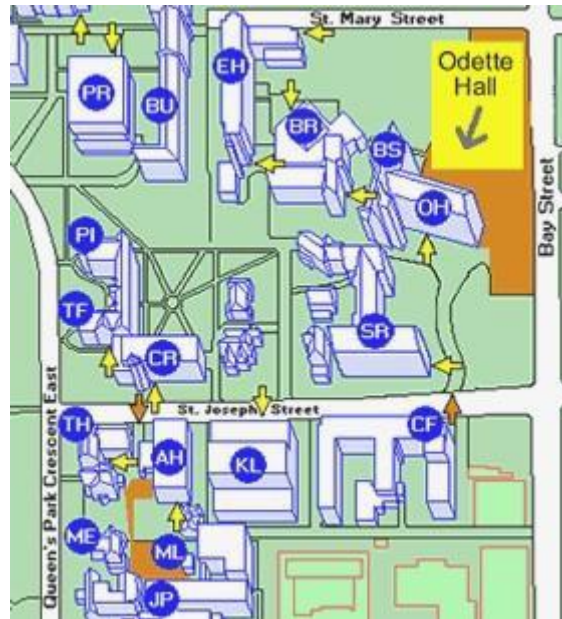 St. Mary Street
Odette
Hall
EH
PR
BU
BR
BS
OH
Bay Street
PI
TF
CR
SR
St. Joseph Street
Queen's Park Crescent East
TH
AH
KL
CF
ME
ML
JP